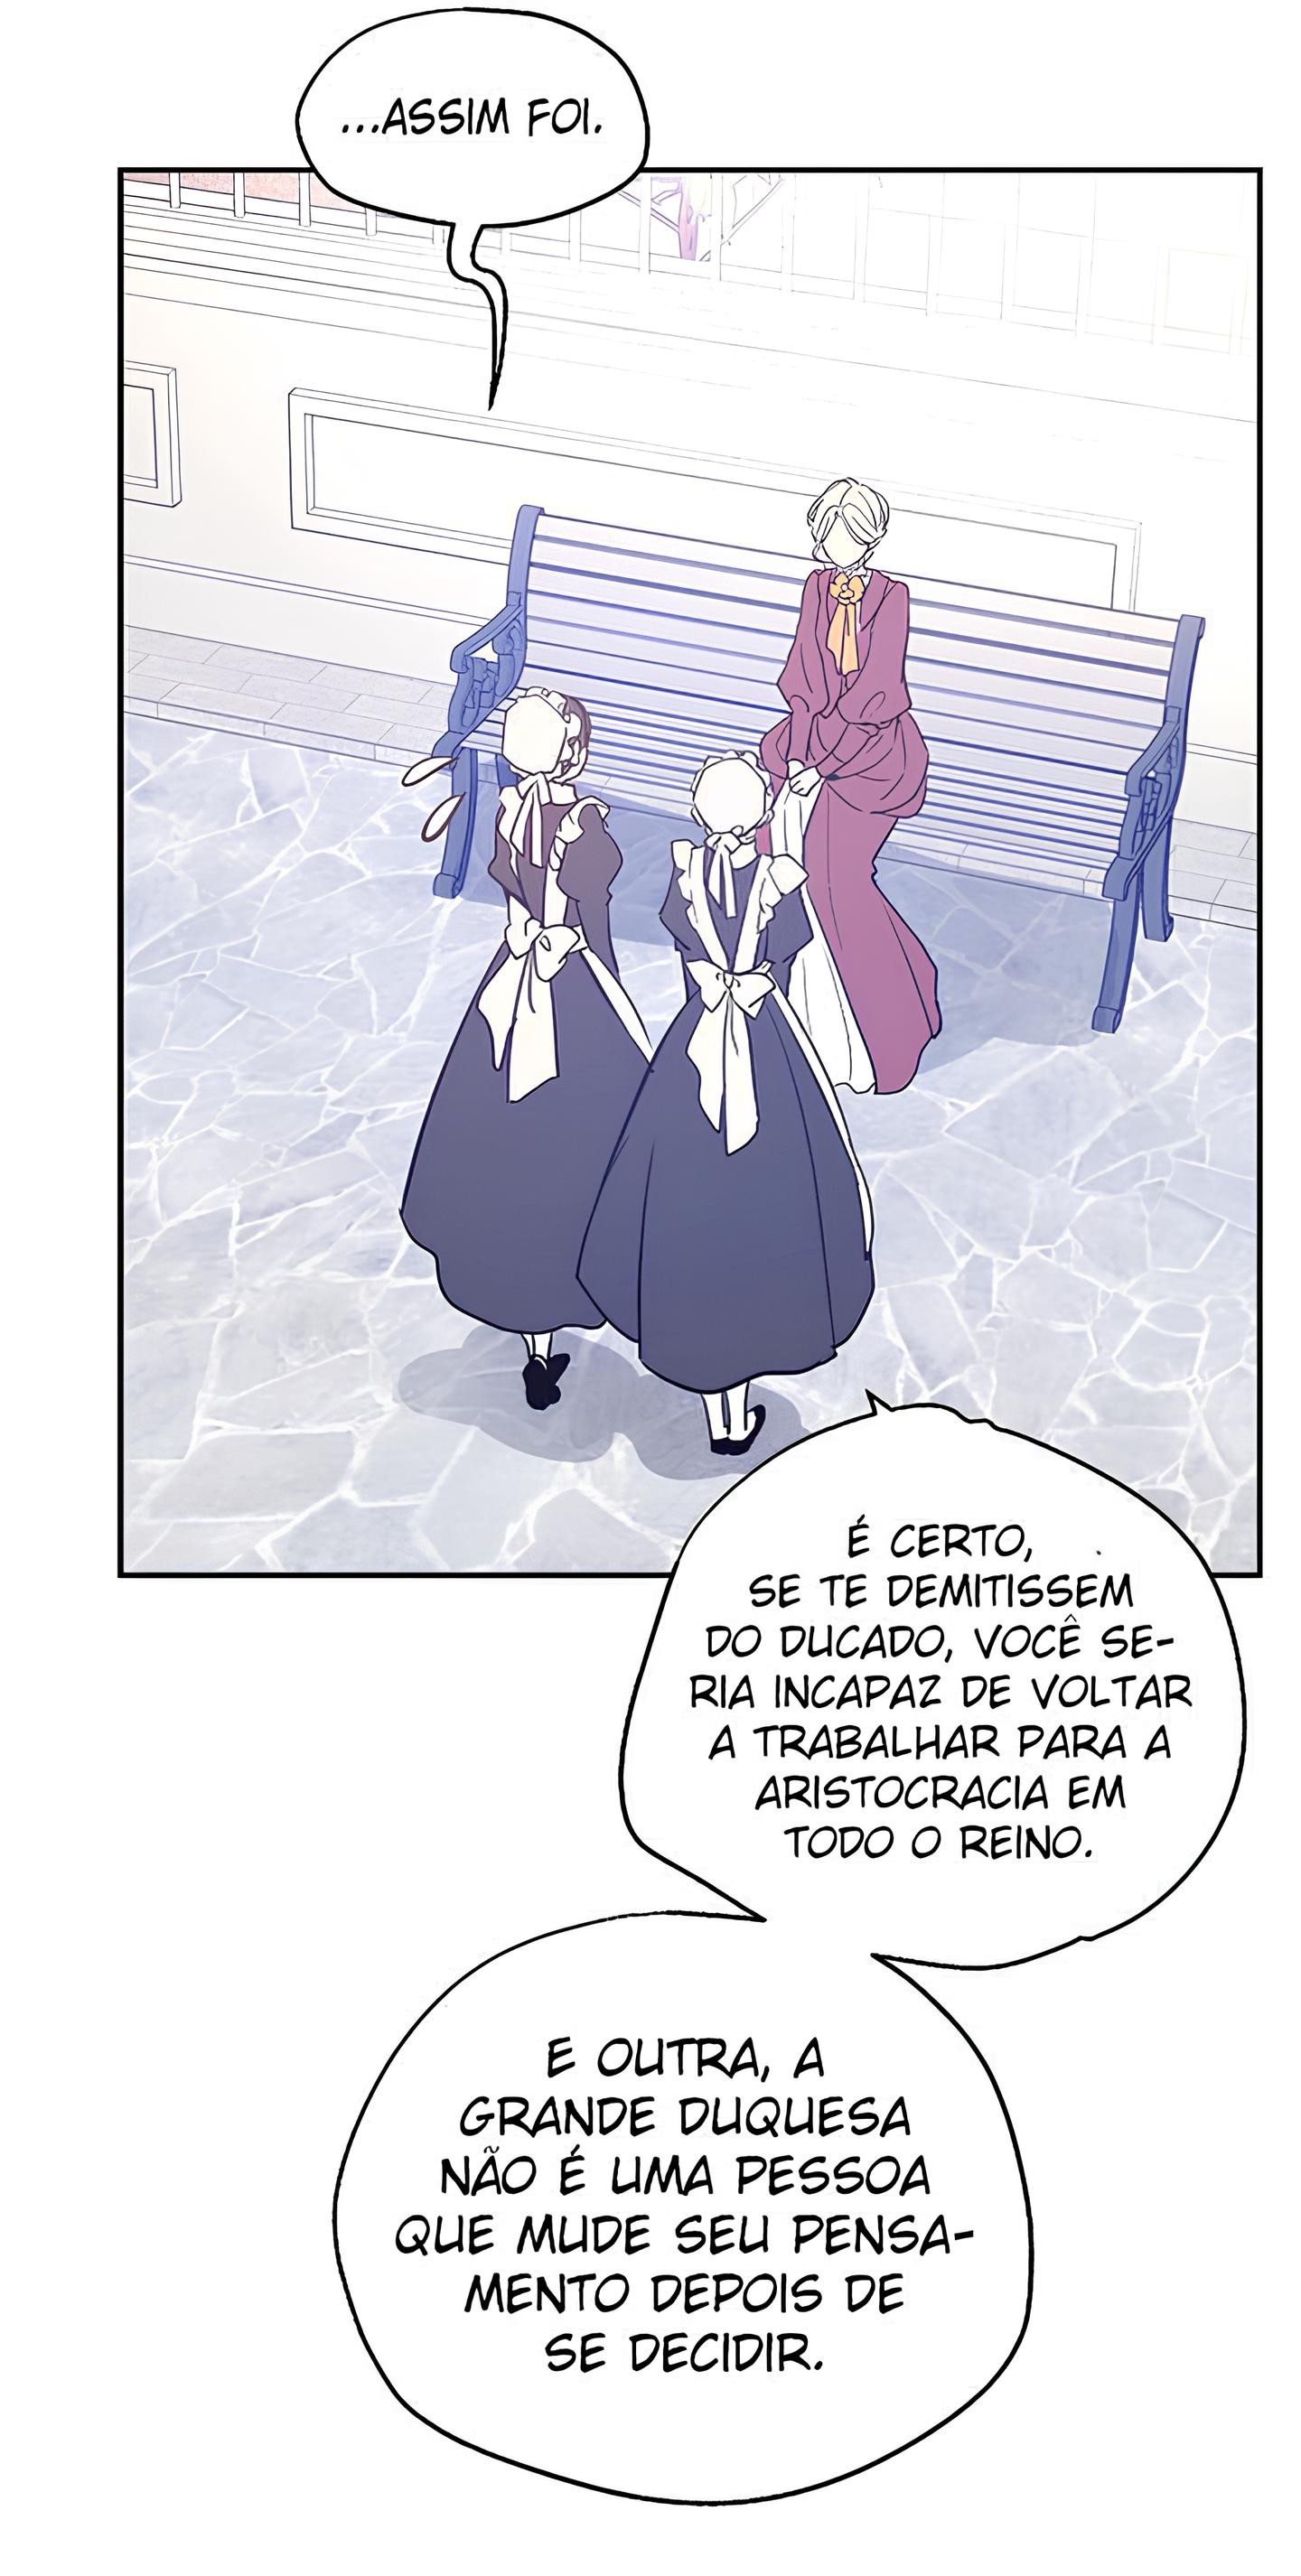 ...ASSIM FOI.
É CERTO,
SE TE DEMITISSEM
DO DUCADO, VOCÊ SE-
RIA INCAPAZ DE VOLTAR
A TRABALHAR PARA A
ARISTOCRACIA EM
TODO O REINO.
E OUTRA, A
GRANDE DUQUESA
NÃO É UMA PESSOA
QUE MUDE SEU PENSA-
MENTO DEPOIS DE
SE DECIDIR.